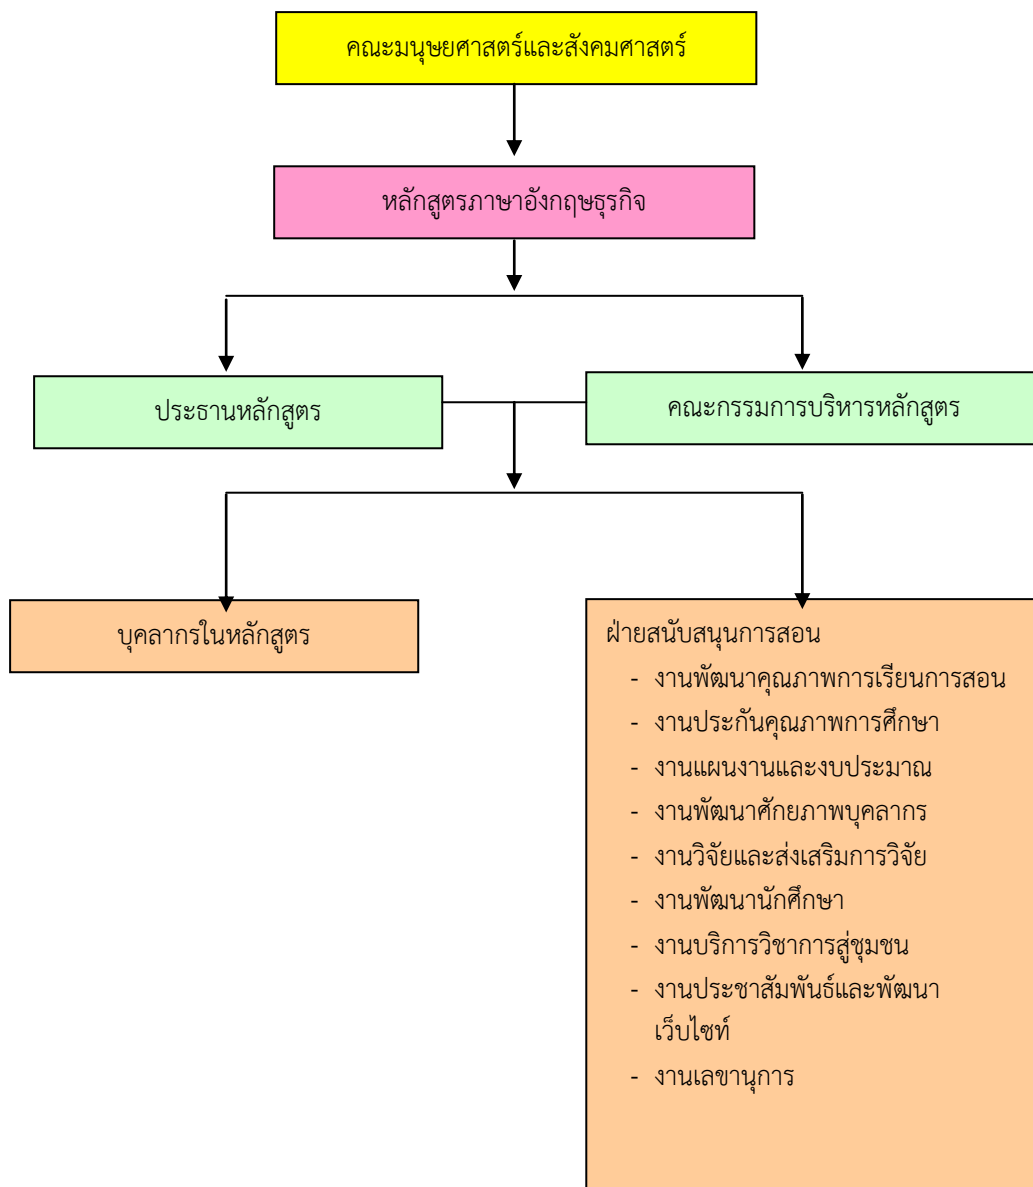 คณะมนุษยศาสตร์และสังคมศาสตร์
หลักสูตรภาษาอังกฤษธุรกิจ
ประธานหลักสูตร
คณะกรรมการบริหารหลักสูตร
บุคลากรในหลักสูตร
ฝ่ายสนับสนุนการสอน
- งานพัฒนาคุณภาพการเรียนการสอน
- งานประกันคุณภาพการศึกษา
- งานแผนงานและงบประมาณ
- งานพัฒนาศักยภาพบุคลากร
- งานวิจัยและส่งเสริมการวิจัย
- งานพัฒนานักศึกษา
- งานบริการวิชาการสู่ชุมชน
- งานประชาสัมพันธ์และพัฒนา
เว็บไซท์
- งานเลขานุการ